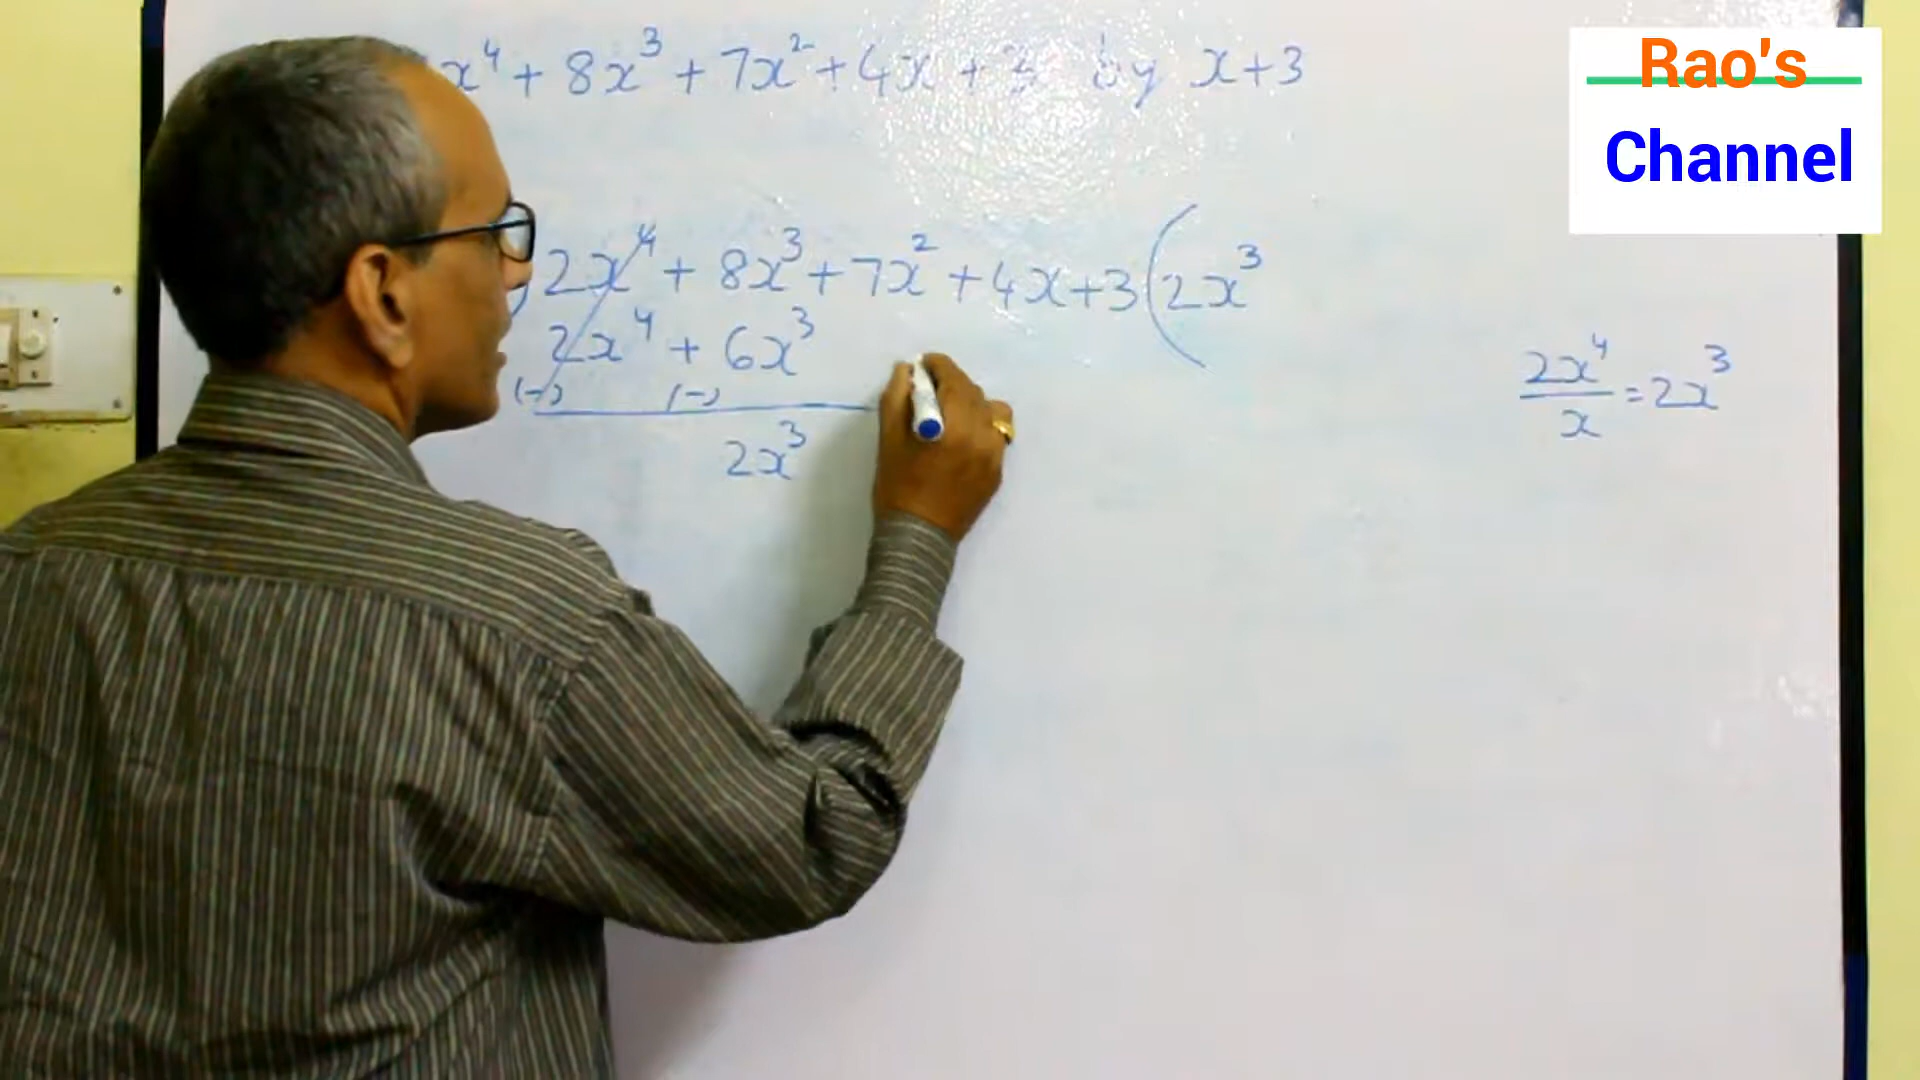 x⁴ + 8x³ + 7x² + 4x + 3 by x+3
Rao's
Channel
) 2x⁴ + 8x³ + 7x² + 4x + 3 ( 2x³
2x⁴ + 6x³
(-) (-)
2x³
2x⁴/x = 2x³